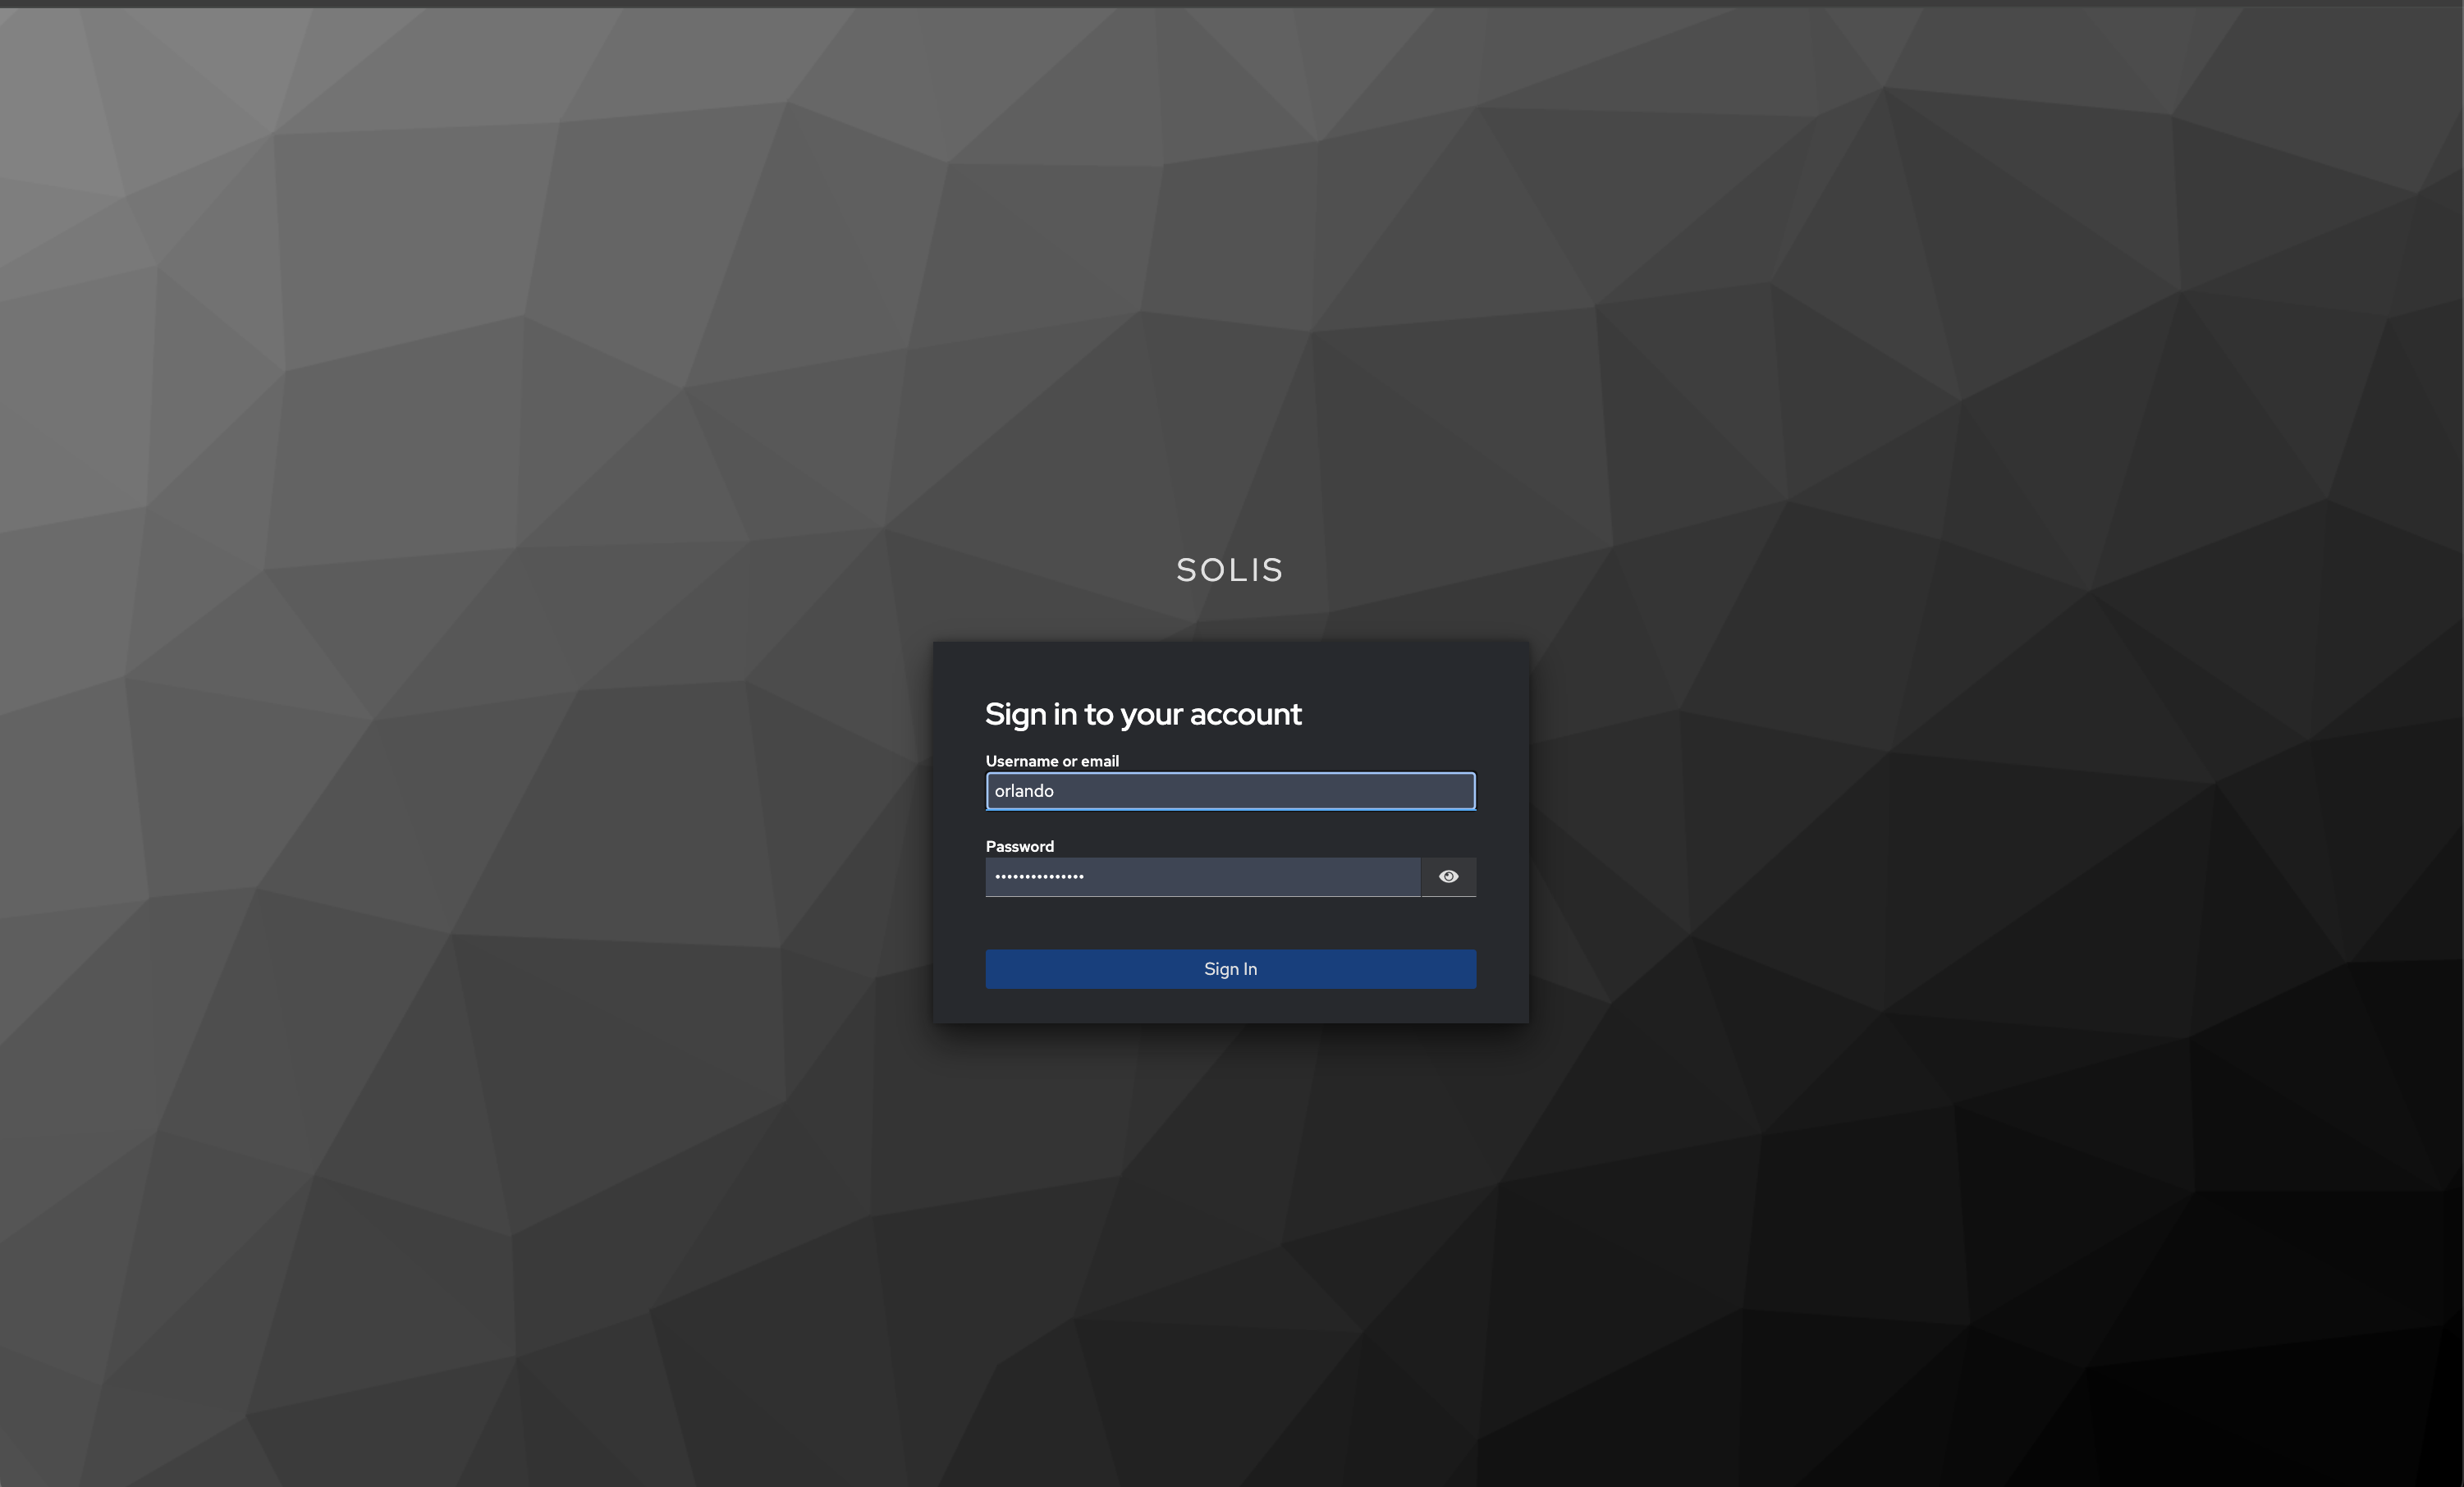 SOLIS
Sign in to your account
Username or email
orlando
Password
•••••••••••••••
Sign In